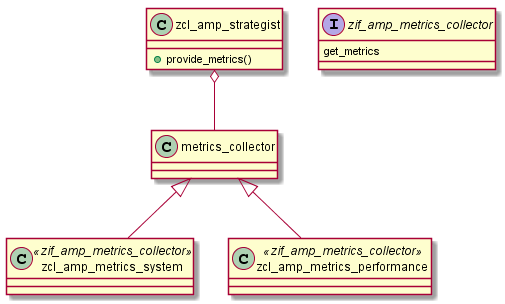 C zcl_amp_strategist
provide_metrics()
I zif_amp_metrics_collector
get_metrics
C metrics_collector
C «zif_amp_metrics_collector»
zcl_amp_metrics_system
C «zif_amp_metrics_collector»
zcl_amp_metrics_performance